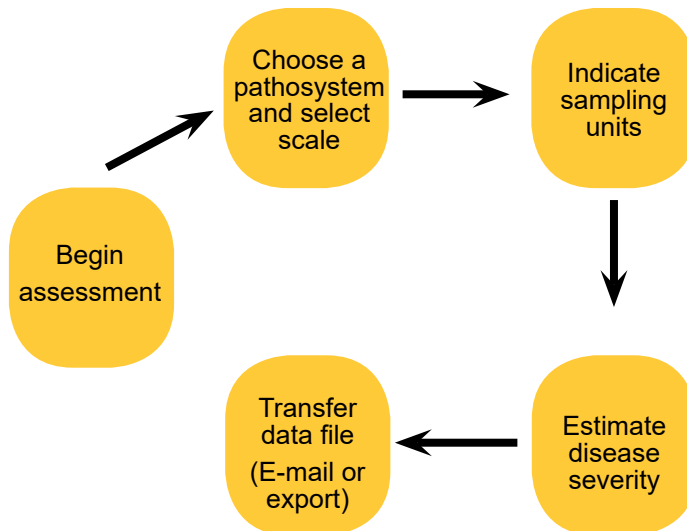 Begin
assessment
Choose a
pathosystem
and select
scale
Indicate
sampling
units
Estimate
disease
severity
Transfer
data file
(E-mail or
export)